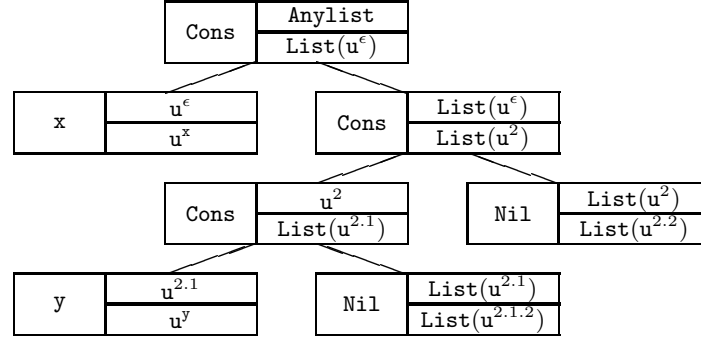 Cons Anylist
List(u^ϵ)
x u^ϵ
u^x
Cons List(u^ϵ)
List(u^2)
Cons u^2
List(u^{2.1})
Nil List(u^2)
List(u^{2.2})
y u^{2.1}
u^y
Nil List(u^{2.1})
List(u^{2.1.2})